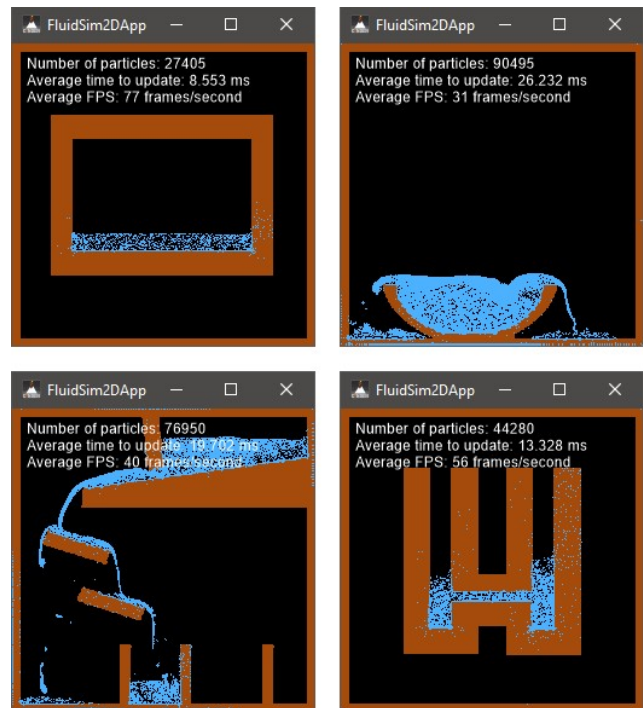 FluidSim2DApp
Number of particles: 27405
Average time to update: 8.553 ms
Average FPS: 77 frames/second
FluidSim2DApp
Number of particles: 90495
Average time to update: 26.232 ms
Average FPS: 31 frames/second
FluidSim2DApp
Number of particles: 76950
Average time to update: 19.702 ms
Average FPS: 40 frames/second
FluidSim2DApp
Number of particles: 44280
Average time to update: 13.328 ms
Average FPS: 56 frames/second